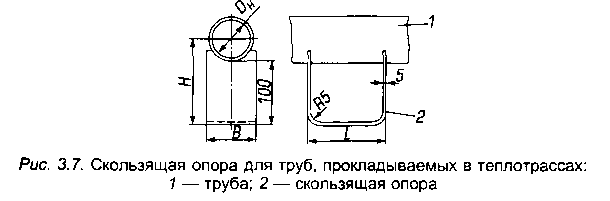 Dн
1
H
100
5
R5
2
B
L
Рис. 3.7. Скользящая опора для труб, прокладываемых в теплотрассах:
1 — труба; 2 — скользящая опора